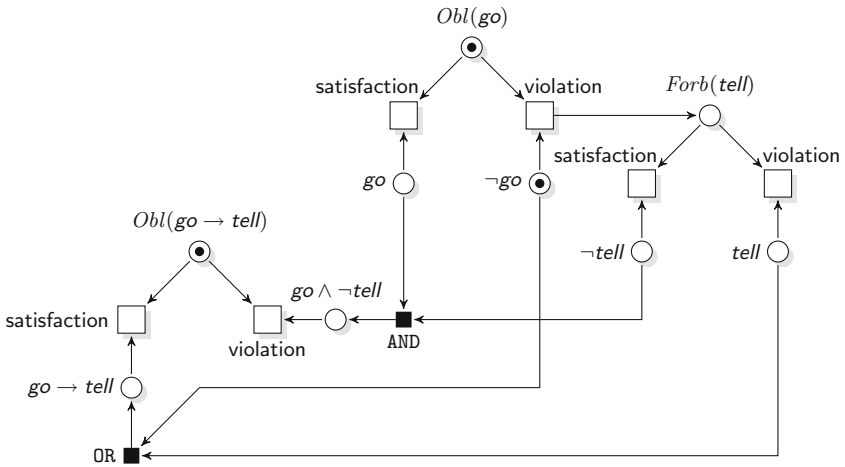 Obl(go)
satisfaction
violation
Forb(tell)
satisfaction
violation
go
¬go
Obl(go → tell)
¬tell
tell
go ∧ ¬tell
satisfaction
violation
AND
go → tell
OR